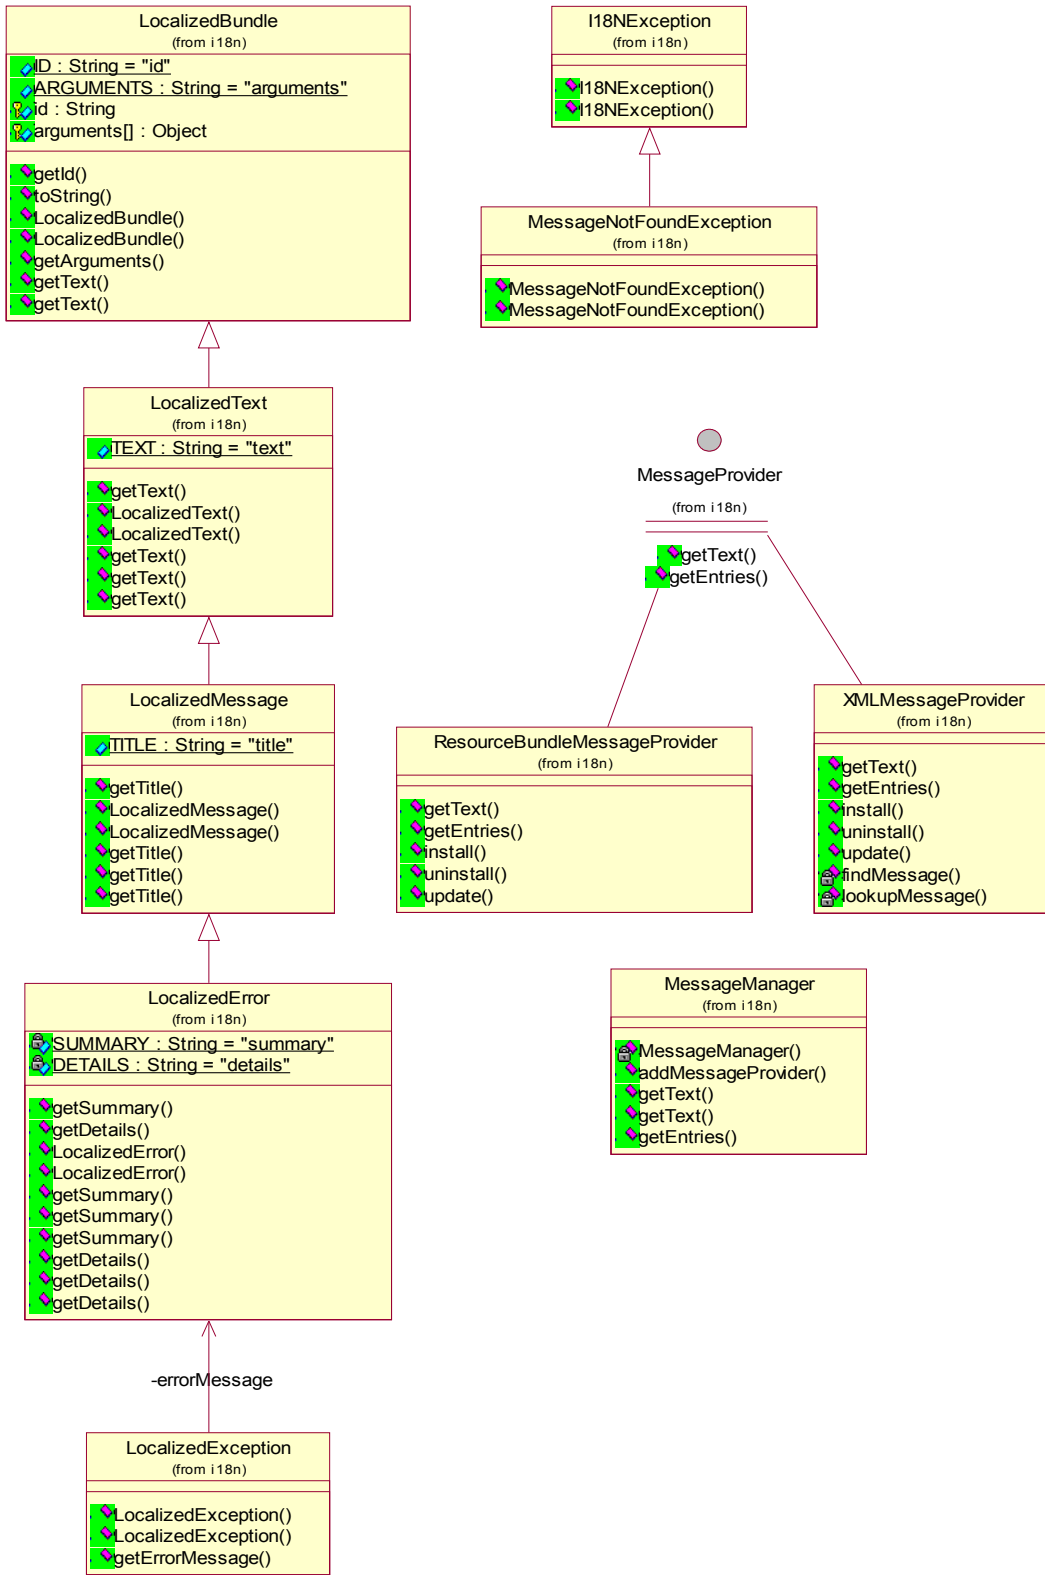 LocalizedBundle
(from i18n)
ID : String = "id"
ARGUMENTS : String = "arguments"
id : String
arguments[] : Object
getId()
toString()
LocalizedBundle()
LocalizedBundle()
getArguments()
getText()
getText()
I18NException
(from i18n)
I18NException()
I18NException()
MessageNotFoundException
(from i18n)
MessageNotFoundException()
MessageNotFoundException()
LocalizedText
(from i18n)
TEXT : String = "text"
getText()
LocalizedText()
LocalizedText()
getText()
getText()
getText()
MessageProvider
(from i18n)
getText()
getEntries()
LocalizedMessage
(from i18n)
TITLE : String = "title"
getTitle()
LocalizedMessage()
LocalizedMessage()
getTitle()
getTitle()
getTitle()
ResourceBundleMessageProvider
(from i18n)
getText()
getEntries()
install()
uninstall()
update()
XMLMessageProvider
(from i18n)
getText()
getEntries()
install()
uninstall()
update()
findMessage()
lookupMessage()
LocalizedError
(from i18n)
SUMMARY : String = "summary"
DETAILS : String = "details"
getSummary()
getDetails()
LocalizedError()
LocalizedError()
getSummary()
getSummary()
getSummary()
getDetails()
getDetails()
getDetails()
MessageManager
(from i18n)
MessageManager()
addMessageProvider()
getText()
getText()
getEntries()
-errorMessage
LocalizedException
(from i18n)
LocalizedException()
LocalizedException()
getErrorMessage()